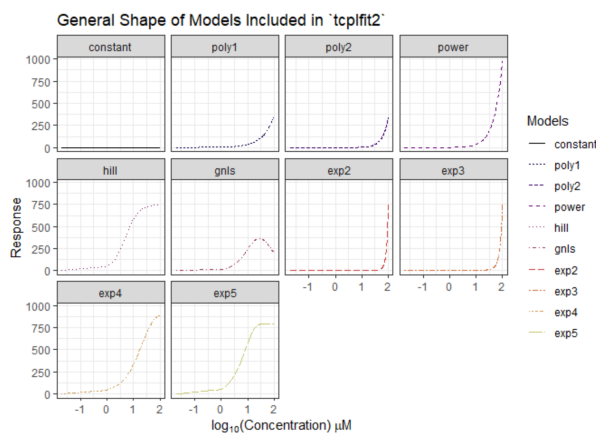 General Shape of Models Included in `tcplfit2`
constant poly1 poly2 power
1000
750
500
250
0
hill gnls exp2 exp3
1000
750
500
250
0
-1 0 1 2 -1 0 1 2
exp4 exp5
1000
750
500
250
0
-1 0 1 2 -1 0 1 2
Response
log10(Concentration) μM
Models
constant
poly1
poly2
power
hill
gnls
exp2
exp3
exp4
exp5